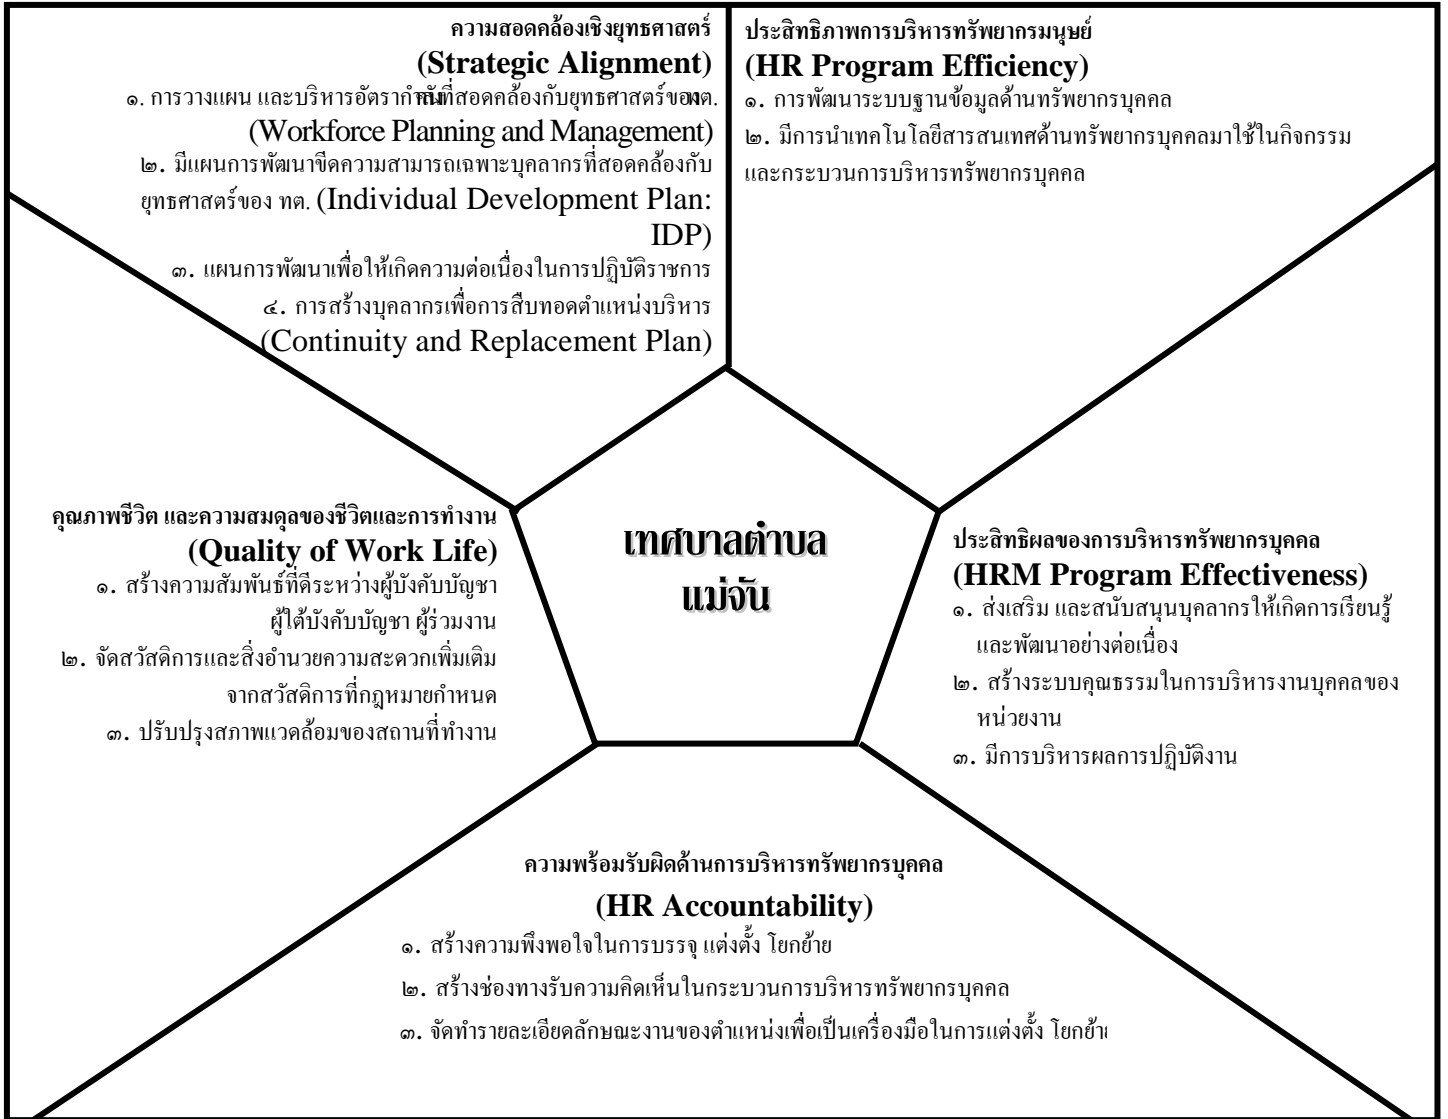 ความสอดคล้องเชิงยุทธศาสตร์
(Strategic Alignment)
๑. การวางแผน และบริหารอัตรากำลังที่สอดคล้องกับยุทธศาสตร์ของ ทต.
(Workforce Planning and Management)
๒. มีแผนการพัฒนาขีดความสามารถเฉพาะบุคลากรที่สอดคล้องกับ
ยุทธศาสตร์ของ ทต. (Individual Development Plan:
IDP)
๓. แผนการพัฒนาเพื่อให้เกิดความต่อเนื่องในการปฏิบัติราชการ
๔. การสร้างบุคลากรเพื่อการสืบทอดตำแหน่งบริหาร
(Continuity and Replacement Plan)
ประสิทธิภาพการบริหารทรัพยากรมนุษย์
(HR Program Efficiency)
๑. การพัฒนาระบบฐานข้อมูลด้านทรัพยากรบุคคล
๒. มีการนำเทคโนโลยีสารสนเทศด้านทรัพยากรบุคคลมาใช้ในกิจกรรม
และกระบวนการบริหารทรัพยากรบุคคล
คุณภาพชีวิต และความสมดุลของชีวิตและการทำงาน
(Quality of Work Life)
๑. สร้างความสัมพันธ์ที่ดีระหว่างผู้บังคับบัญชา
ผู้ใต้บังคับบัญชา ผู้ร่วมงาน
๒. จัดสวัสดิการและสิ่งอำนวยความสะดวกเพิ่มเติม
จากสวัสดิการที่กฎหมายกำหนด
๓. ปรับปรุงสภาพแวดล้อมของสถานที่ทำงาน
เทศบาลตำบล
แม่จัน
ประสิทธิผลของการบริหารทรัพยากรบุคคล
(HRM Program Effectiveness)
๑. ส่งเสริม และสนับสนุนบุคลากรให้เกิดการเรียนรู้
และพัฒนาอย่างต่อเนื่อง
๒. สร้างระบบคุณธรรมในการบริหารงานบุคคลของ
หน่วยงาน
๓. มีการบริหารผลการปฏิบัติงาน
ความพร้อมรับผิดด้านการบริหารทรัพยากรบุคคล
(HR Accountability)
๑. สร้างความพึงพอใจในการบรรจุ แต่งตั้ง โยกย้าย
๒. สร้างช่องทางรับความคิดเห็นในกระบวนการบริหารทรัพยากรบุคคล
๓. จัดทำรายละเอียดลักษณะงานของตำแหน่งเพื่อเป็นเครื่องมือในการแต่งตั้ง โยกย้าย